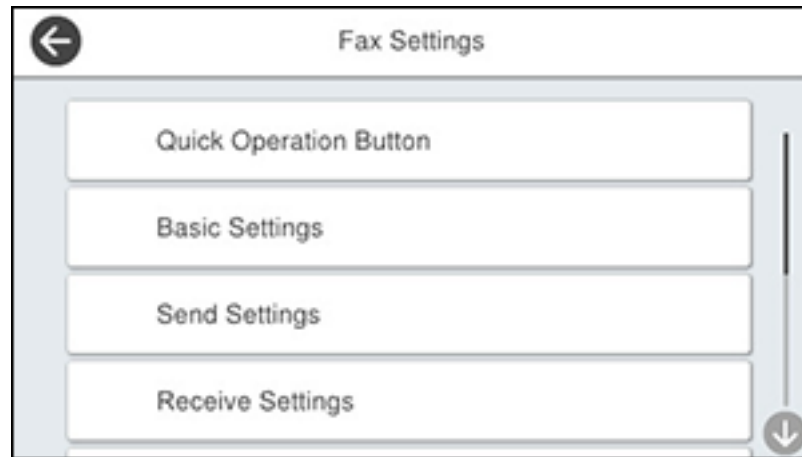 Fax Settings
Quick Operation Button
Basic Settings
Send Settings
Receive Settings